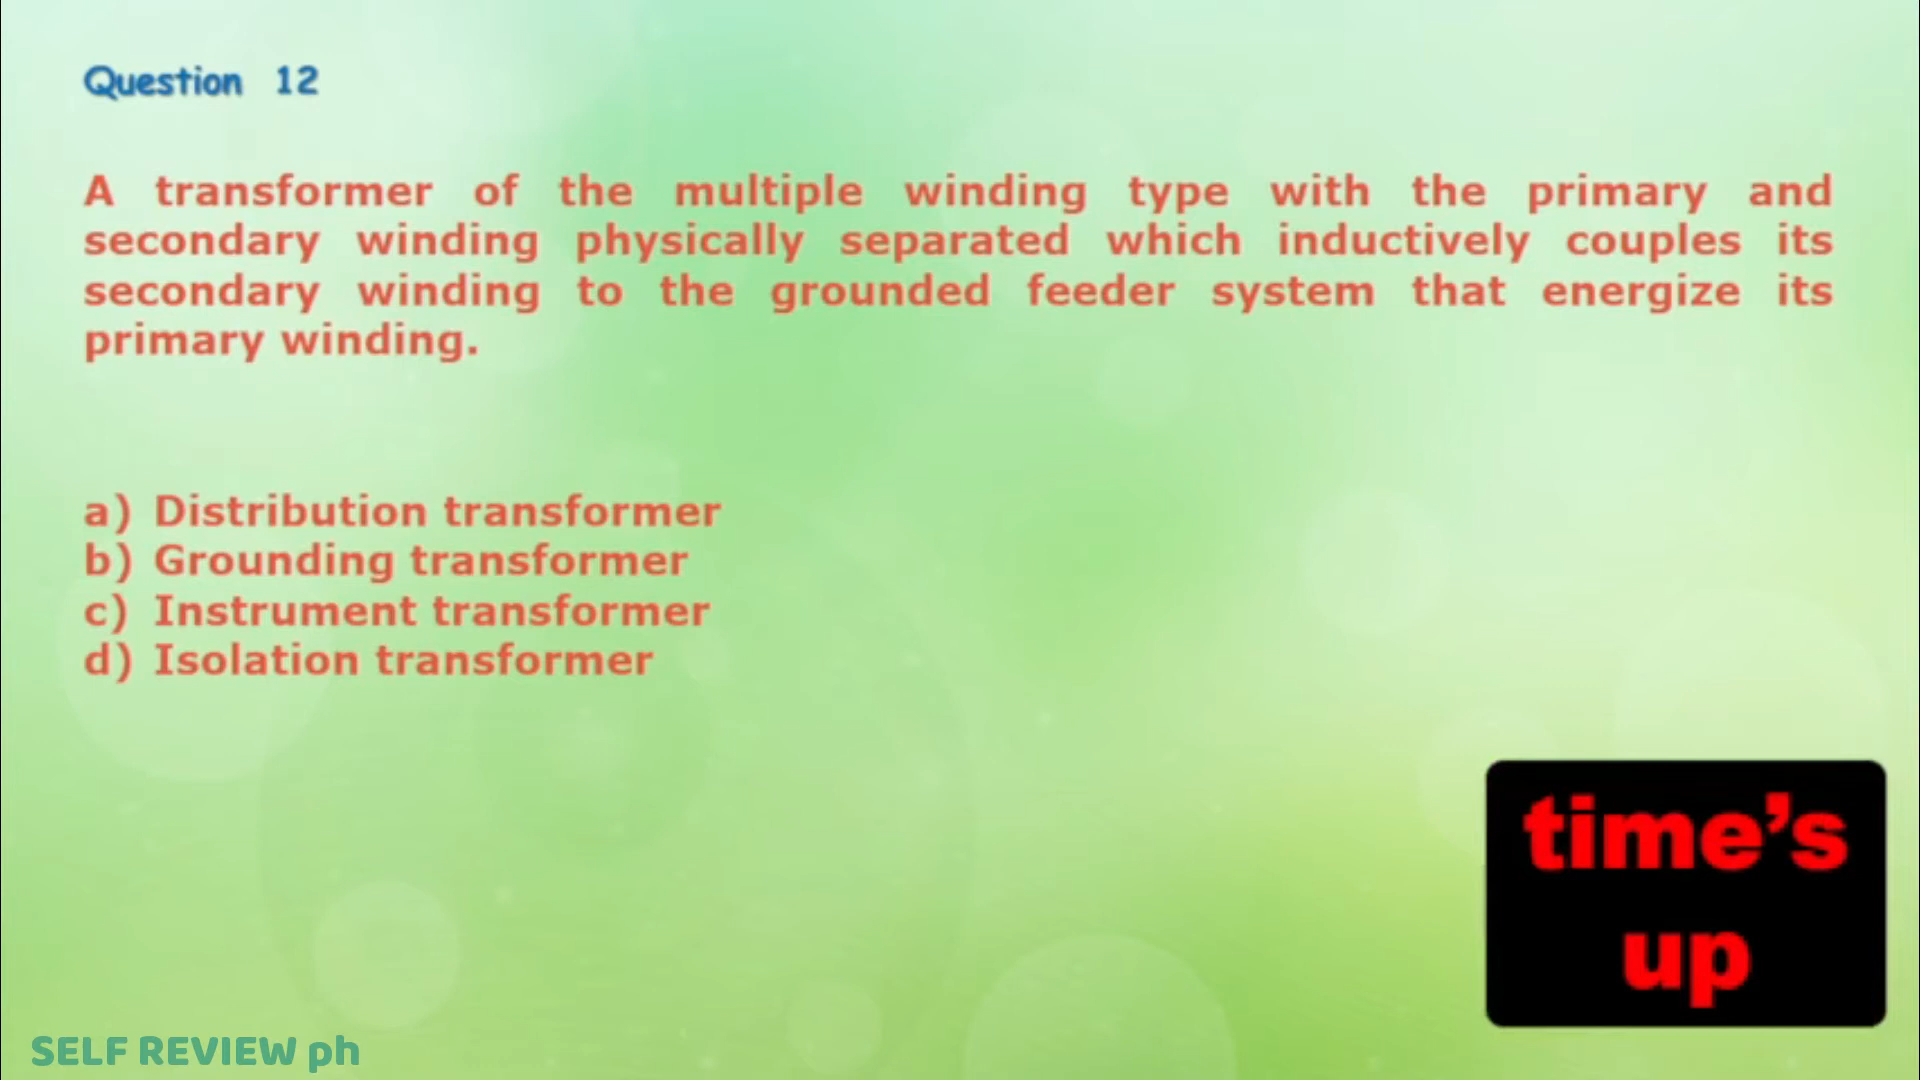 Question 12
A transformer of the multiple winding type with the primary and
secondary winding physically separated which inductively couples its
secondary winding to the grounded feeder system that energize its
primary winding.
a) Distribution transformer
b) Grounding transformer
c) Instrument transformer
d) Isolation transformer
time's
up
SELF REVIEW ph